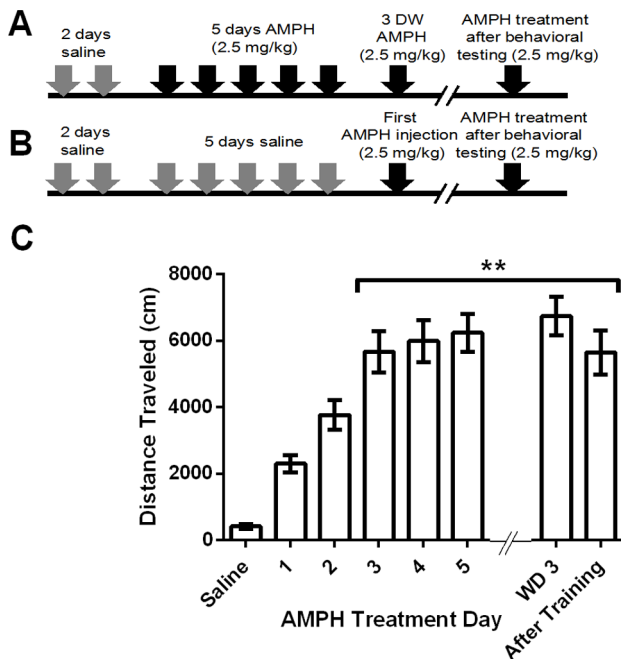 A
2 days
saline
5 days AMPH
(2.5 mg/kg)
3 DW
AMPH
(2.5 mg/kg)
AMPH treatment
after behavioral
testing (2.5 mg/kg)
B
2 days
saline
5 days saline
First
AMPH injection
(2.5 mg/kg)
AMPH treatment
after behavioral
testing (2.5 mg/kg)
C
**
Distance Traveled (cm)
8000
6000
4000
2000
0
Saline
1
2
3
4
5
WD 3
After Training
AMPH Treatment Day